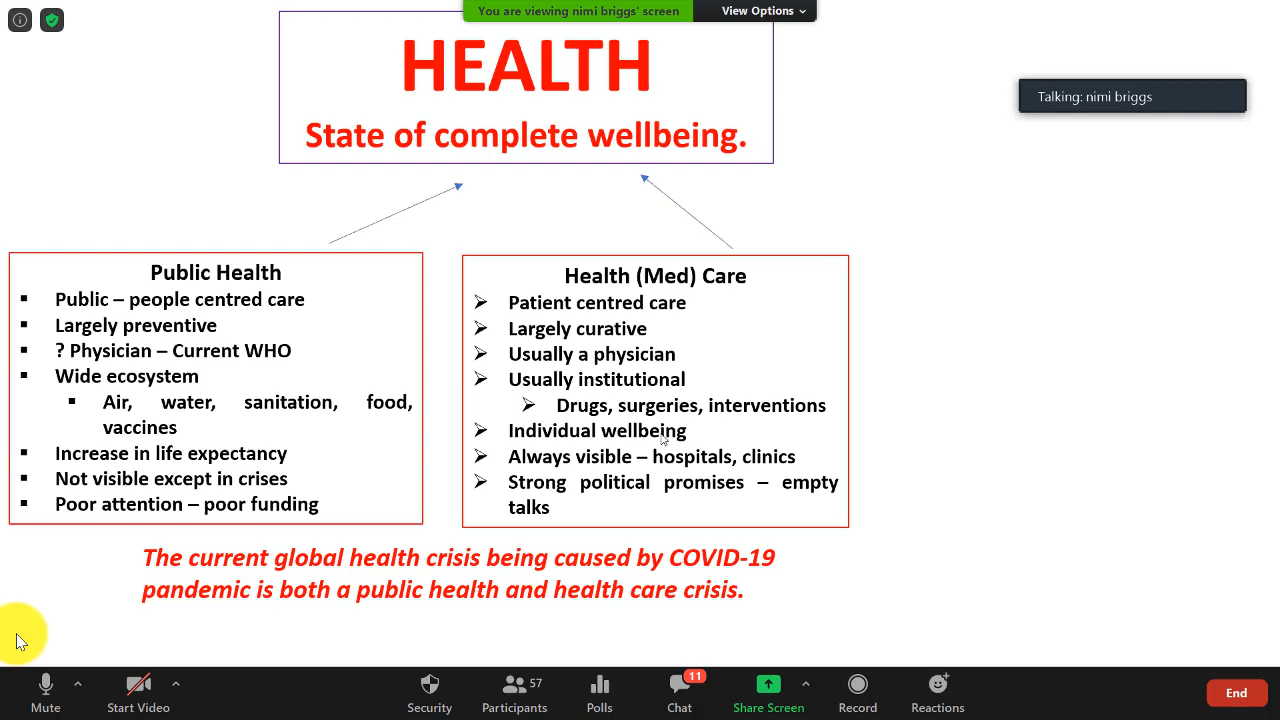 You are viewing nimi briggs' screen
View Options
HEALTH
State of complete wellbeing.
Talking: nimi briggs
Public Health
Public – people centred care
Largely preventive
? Physician – Current WHO
Wide ecosystem
Air, water, sanitation, food,
vaccines
Increase in life expectancy
Not visible except in crises
Poor attention – poor funding
Health (Med) Care
Patient centred care
Largely curative
Usually a physician
Usually institutional
Drugs, surgeries, interventions
Individual wellbeing
Always visible – hospitals, clinics
Strong political promises – empty
talks
The current global health crisis being caused by COVID-19
pandemic is both a public health and health care crisis.
Mute
Start Video
Security
57
Participants
Polls
11
Chat
Share Screen
Record
Reactions
End